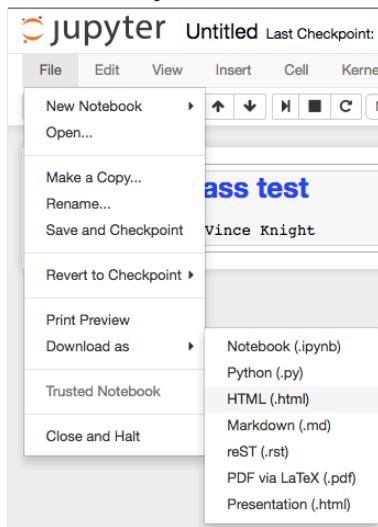 jupyter Untitled Last Checkpoint:
File Edit View Insert Cell Kerne
New Notebook
Open...
Make a Copy...
Rename...
Save and Checkpoint
Revert to Checkpoint
Print Preview
Download as
Trusted Notebook
Close and Halt
ass test
Vince Knight
Notebook (.ipynb)
Python (.py)
HTML (.html)
Markdown (.md)
reST (.rst)
PDF via LaTeX (.pdf)
Presentation (.html)